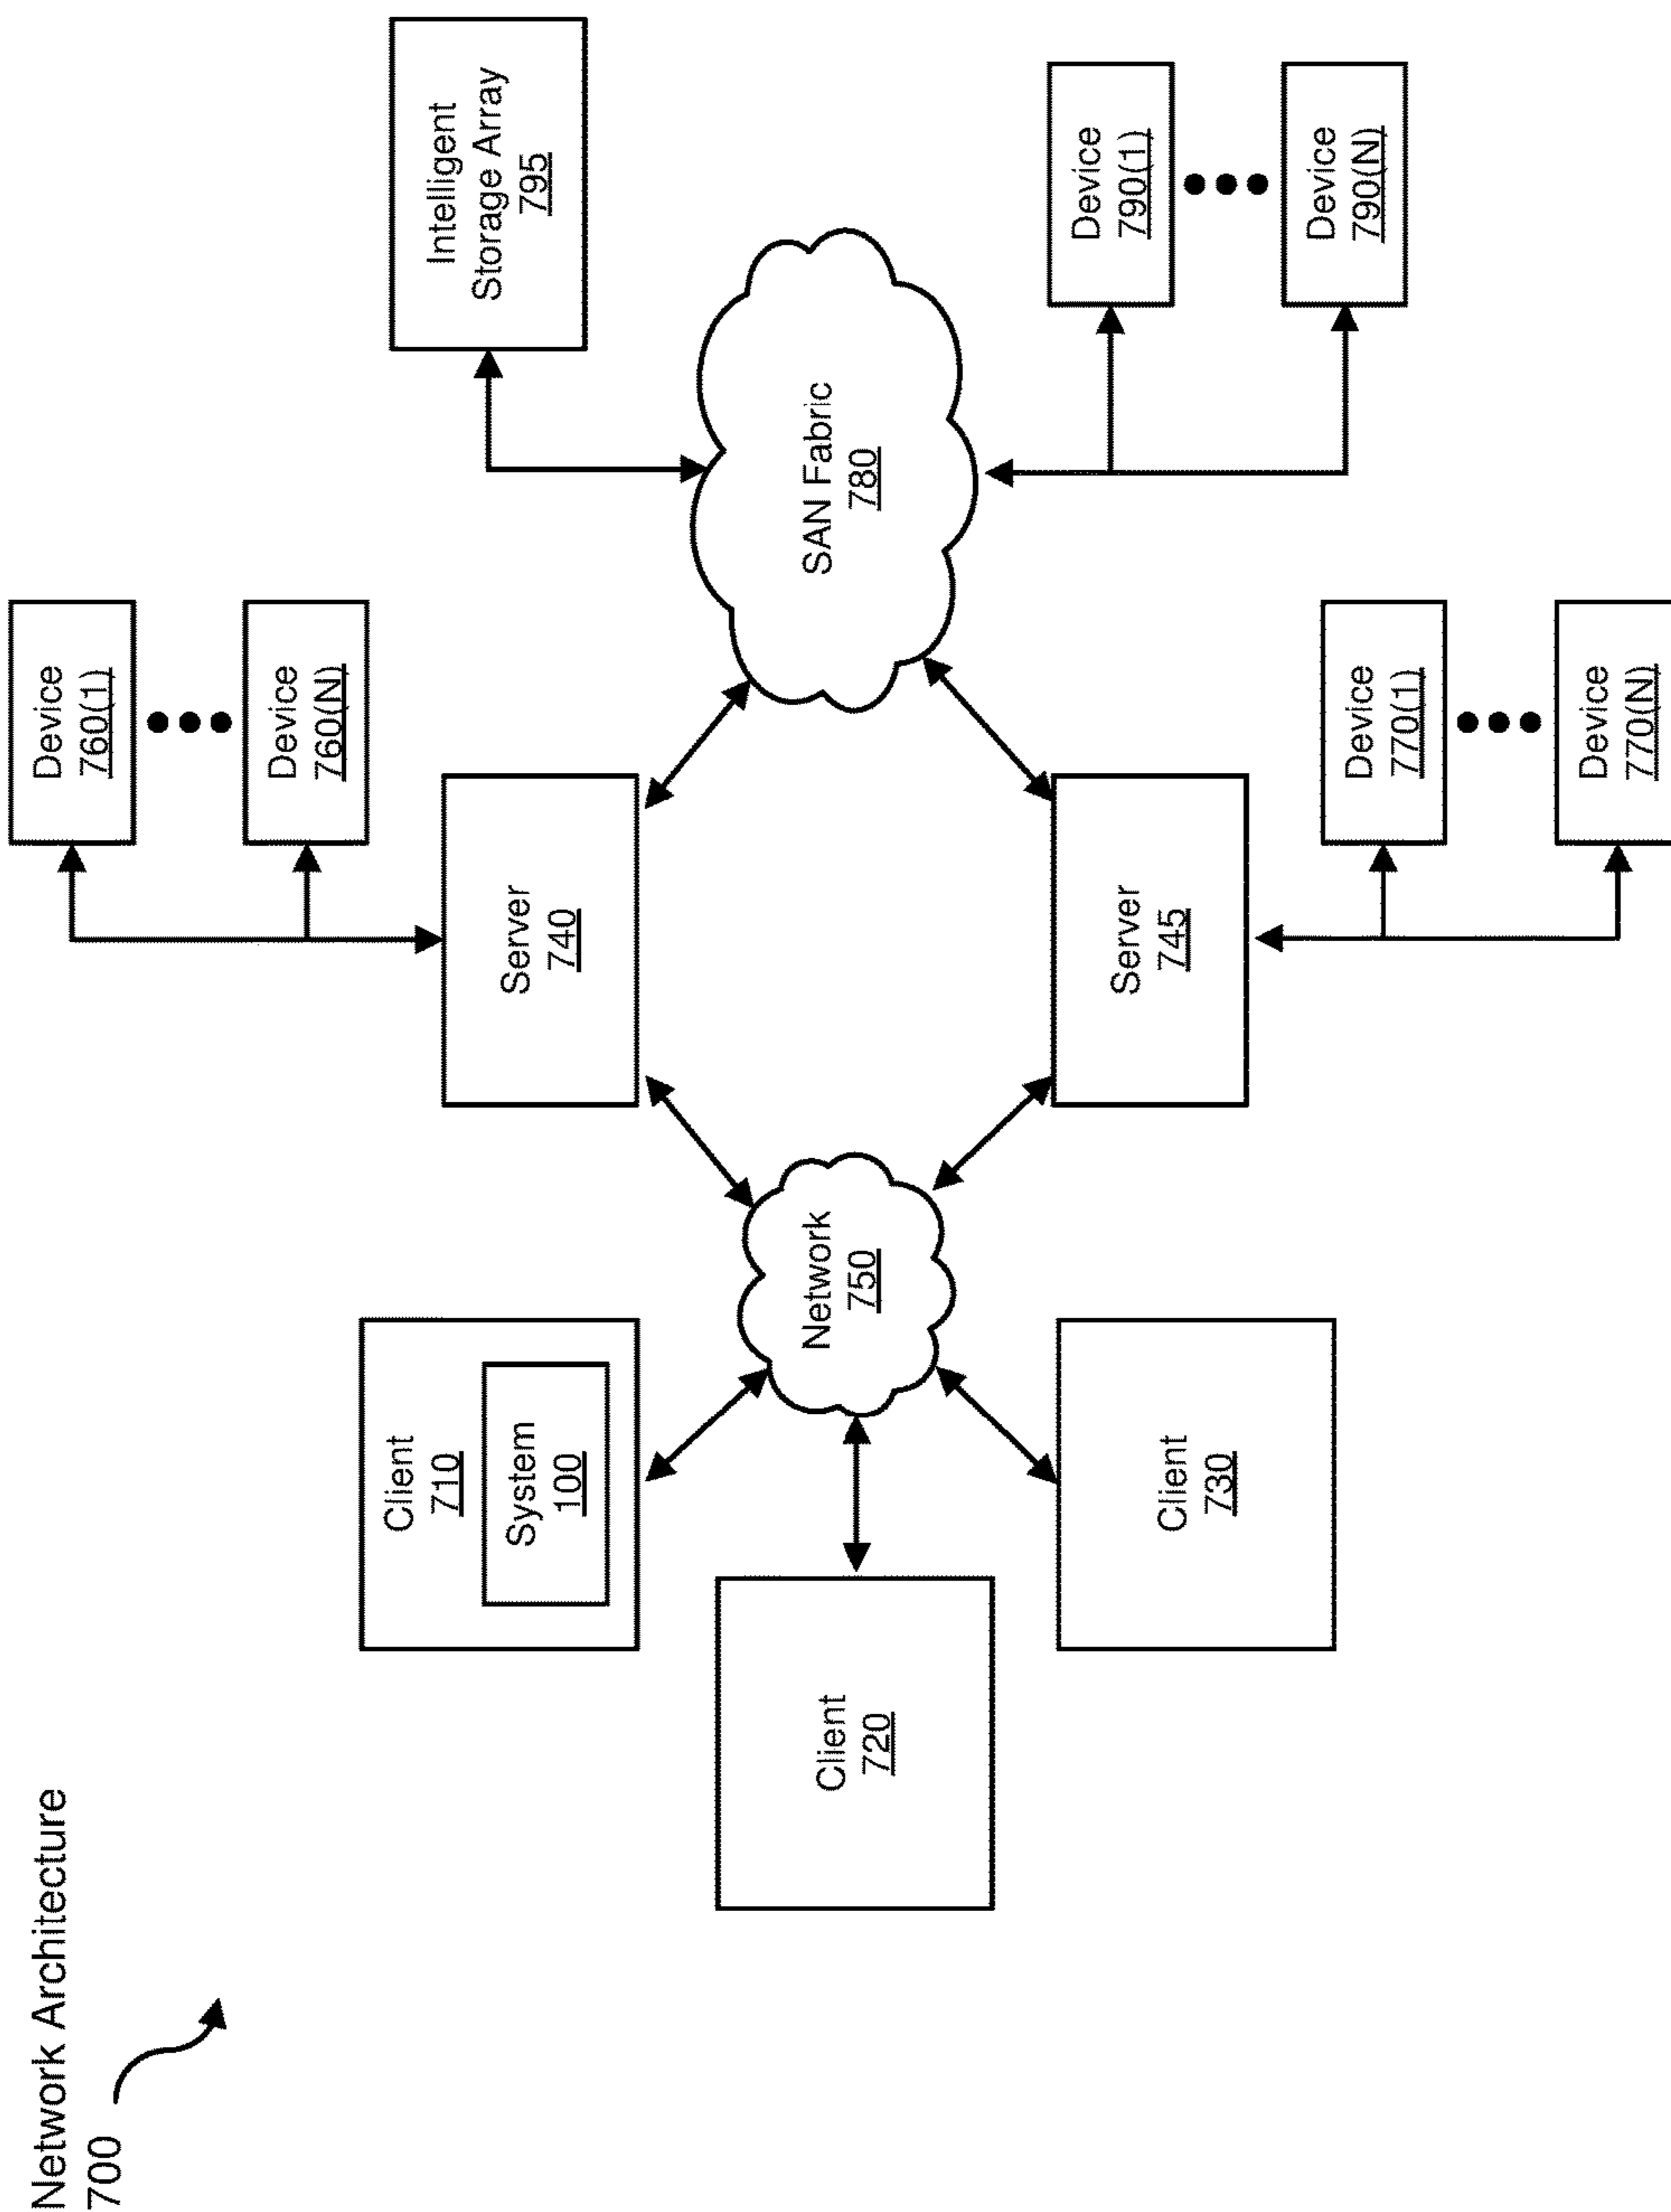 Network Architecture
700
Client
710
System
100
Client
720
Client
730
Network
750
Server
740
Server
745
Device
760(1)
Device
760(N)
Device
770(1)
Device
770(N)
SAN Fabric
780
Intelligent
Storage Array
795
Device
790(1)
Device
790(N)